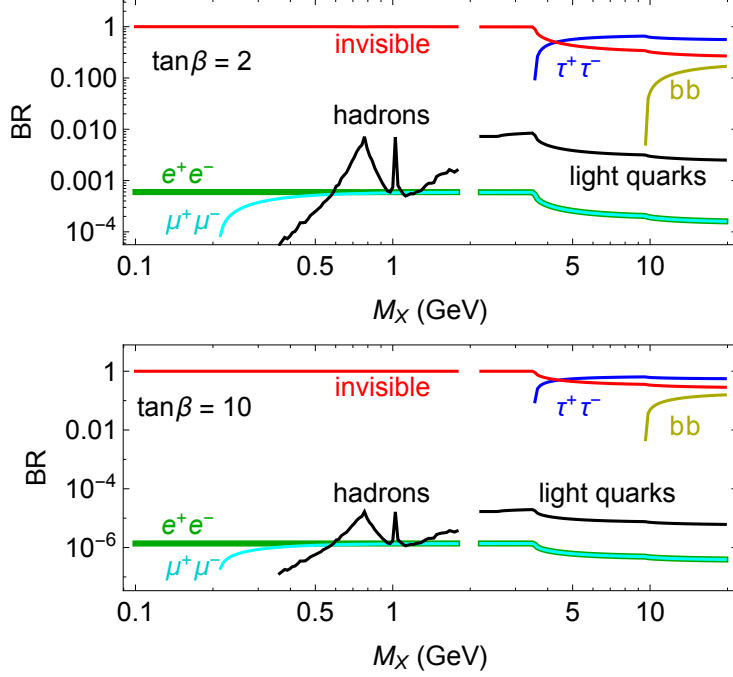 1
invisible
tanβ = 2
τ⁺τ⁻
0.100
bb
BR
hadrons
0.010
e⁺e⁻
light quarks
0.001
μ⁺μ⁻
10⁻⁴
0.1 0.5 1 5 10
M_X (GeV)
1
invisible
tanβ = 10
τ⁺τ⁻
bb
0.01
BR
hadrons
light quarks
10⁻⁴
e⁺e⁻
10⁻⁶
μ⁺μ⁻
0.1 0.5 1 5 10
M_X (GeV)